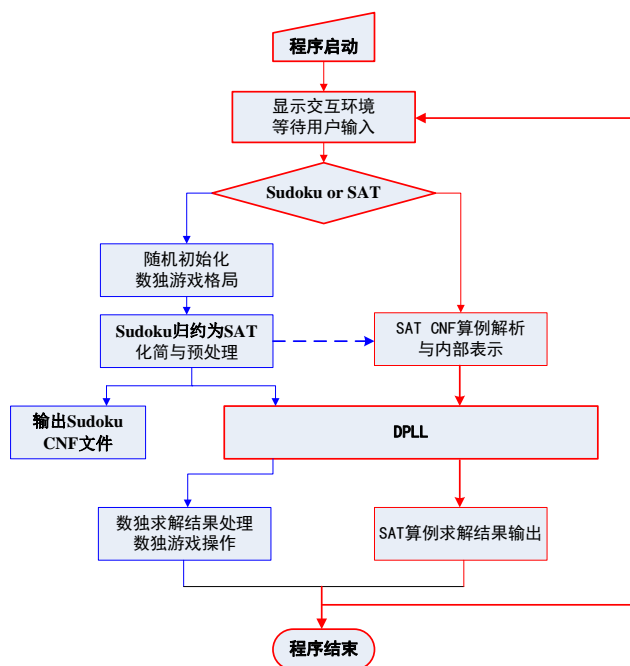 程序启动
显示交互环境
等待用户输入
Sudoku or SAT
随机初始化
数独游戏格局
Sudoku归约为SAT
化简与预处理
SAT CNF算例解析
与内部表示
输出Sudoku
CNF文件
DPLL
数独求解结果处理
数独游戏操作
SAT算例求解结果输出
程序结束